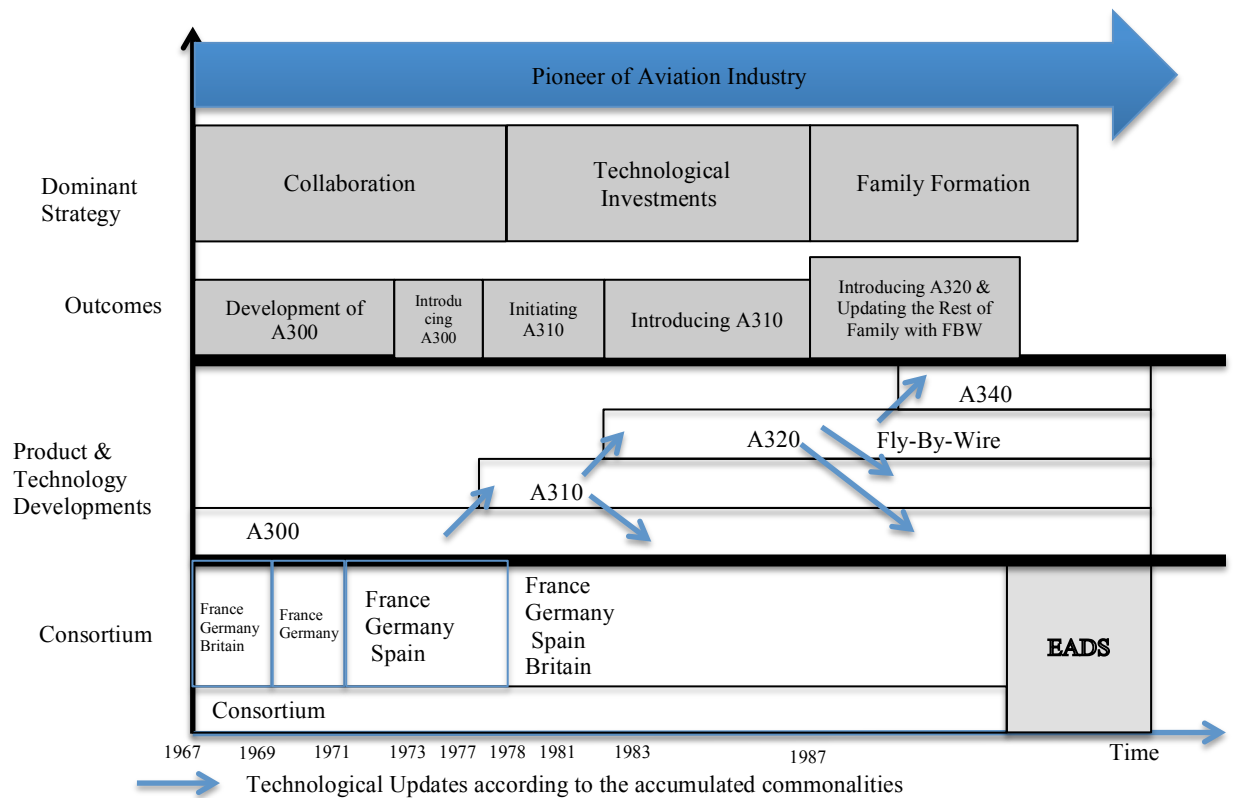 Pioneer of Aviation Industry
Dominant
Strategy
Collaboration
Technological
Investments
Family Formation
Outcomes
Development of
A300
Introdu
cing
A300
Initiating
A310
Introducing A310
Introducing A320 &
Updating the Rest of
Family with FBW
Product &
Technology
Developments
A340
A320
Fly-By-Wire
A310
A300
Consortium
France
Germany
Britain
France
Germany
France
Germany
Spain
France
Germany
Spain
Britain
EADS
Consortium
1967 1969 1971 1973 1977 1978 1981 1983 1987 Time
Technological Updates according to the accumulated commonalities